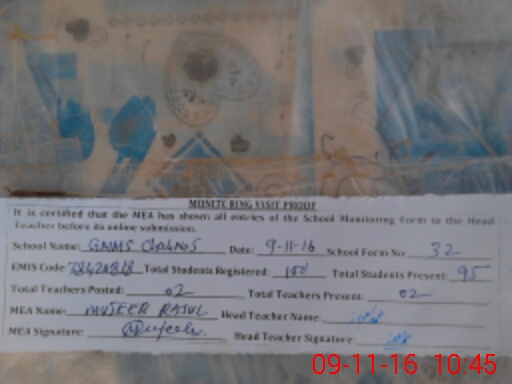 MONITORING VISIT PROOF
It is certified that the MEA has shown all entries of the School Monitoring Form to the Head
Teacher before its online submission.
School Name: GMMS Date: 9-11-16 School Form No 32
EMIS Code: Total Students Registered: Total Students Present: 95
Total Teachers Posted: 02 Total Teachers Present: 02
MEA Name: MUJEEB RASUL Head Teacher Name:
MEA Signature: Head Teacher Signature:
09-11-16 10:45